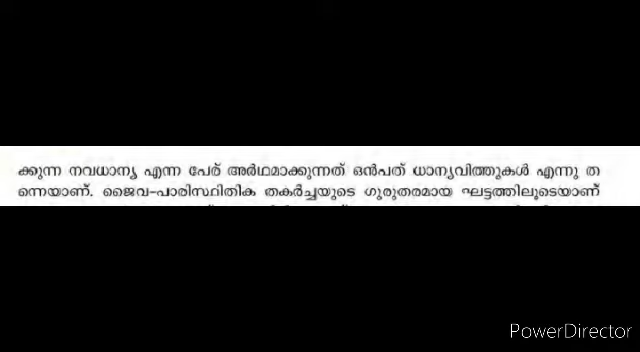 ക്കുന്ന നവധാന്യ എന്ന പേര് അർഥമാക്കുന്നത് ഒൻപത് ധാന്യവിത്തുകൾ എന്നു ത
ന്നെയാണ്. ജൈവ-പാരിസ്ഥിതിക തകർച്ചയുടെ ഗുരുതരമായ ഘട്ടത്തിലൂടെയാണ്
PowerDirector